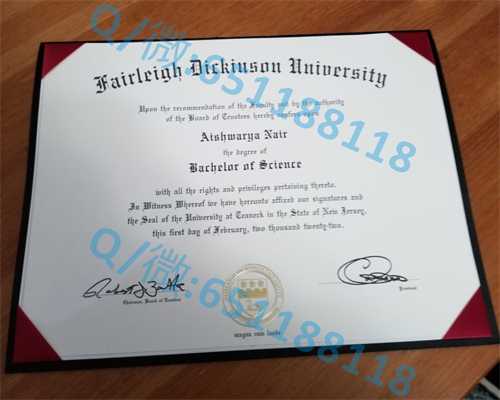 Q/微:651188118
Fairleigh Dickinson University
Upon the recommendation of the Faculty and by the authority
of the Board of Trustees hereby confers upon
Aishwarya Nair
the degree of
Bachelor of Science
with all the rights and privileges pertaining thereto.
In Witness Whereof we have hereunto affixed our signatures and
the Seal of the University at Teaneck in the State of New Jersey,
this first day of February, two thousand twenty-two.
Q/微:651188118
Chairman, Board of Trustees
President
magna cum laude